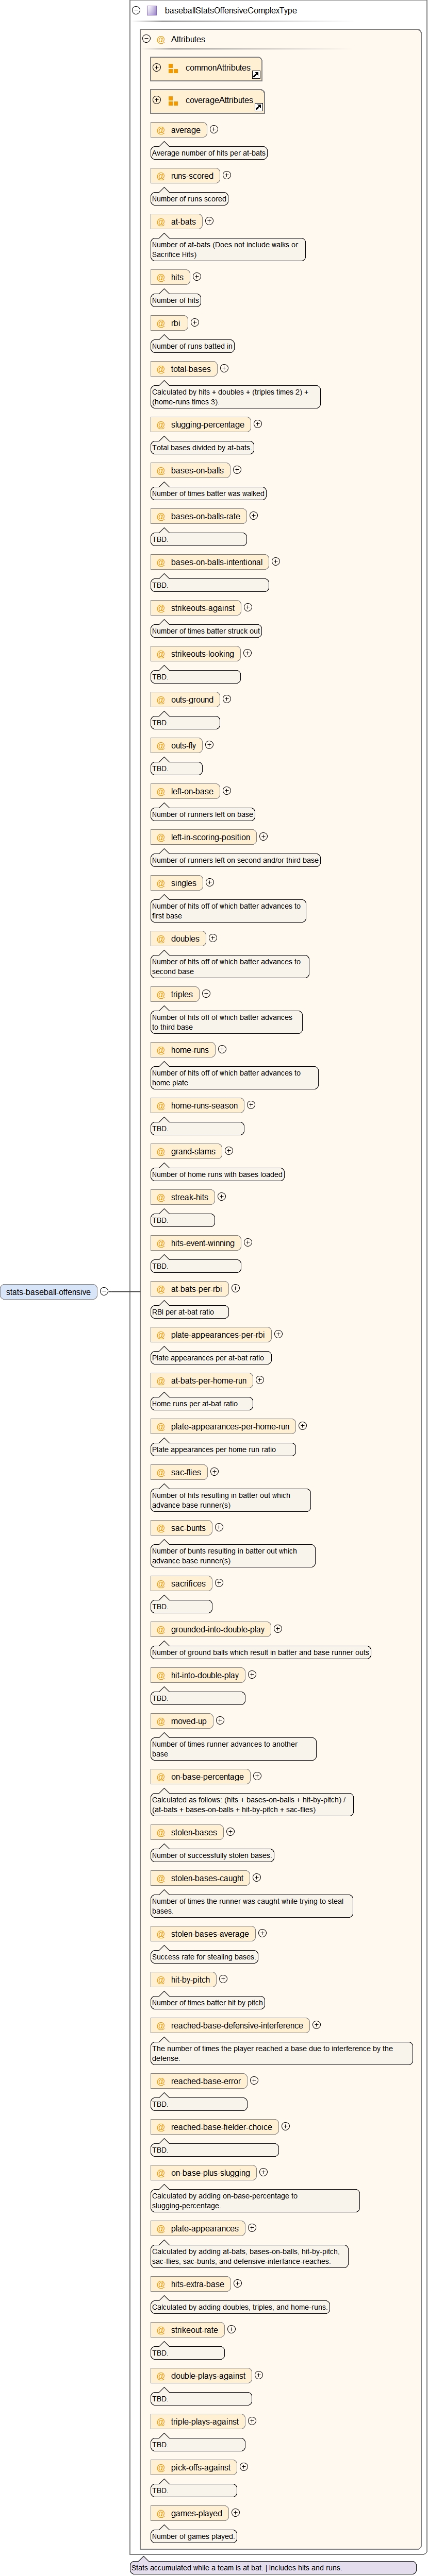 baseballStatsOffensiveComplexType
Attributes
commonAttributes
coverageAttributes
average
Average number of hits per at-bats
runs-scored
Number of runs scored
at-bats
Number of at-bats (Does not include walks or
Sacrifice Hits)
hits
Number of hits
rbi
Number of runs batted in
total-bases
Calculated by hits + doubles + (triples times 2) +
(home-runs times 3).
slugging-percentage
Total bases divided by at-bats.
bases-on-balls
Number of times batter was walked
bases-on-balls-rate
TBD.
bases-on-balls-intentional
TBD.
strikeouts-against
Number of times batter struck out
strikeouts-looking
TBD.
outs-ground
TBD.
outs-fly
TBD.
left-on-base
Number of runners left on base
left-in-scoring-position
Number of runners left on second and/or third base
singles
Number of hits off of which batter advances to
first base
doubles
Number of hits off of which batter advances to
second base
triples
Number of hits off of which batter advances
to third base
home-runs
Number of hits off of which batter advances to
home plate
home-runs-season
TBD.
grand-slams
Number of home runs with bases loaded
streak-hits
TBD.
hits-event-winning
TBD.
stats-baseball-offensive
at-bats-per-rbi
RBI per at-bat ratio
plate-appearances-per-rbi
Plate appearances per at-bat ratio
at-bats-per-home-run
Home runs per at-bat ratio
plate-appearances-per-home-run
Plate appearances per home run ratio
sac-flies
Number of hits resulting in batter out which
advance base runner(s)
sac-bunts
Number of bunts resulting in batter out which
advance base runner(s)
sacrifices
TBD.
grounded-into-double-play
Number of ground balls which result in batter and base runner outs
hit-into-double-play
TBD.
moved-up
Number of times runner advances to another
base
on-base-percentage
Calculated as follows: (hits + bases-on-balls + hit-by-pitch) /
(at-bats + bases-on-balls + hit-by-pitch + sac-flies)
stolen-bases
Number of successfully stolen bases.
stolen-bases-caught
Number of times the runner was caught while trying to steal
bases.
stolen-bases-average
Success rate for stealing bases.
hit-by-pitch
Number of times batter hit by pitch
reached-base-defensive-interference
The number of times the player reached a base due to interference by the
defense.
reached-base-error
TBD.
reached-base-fielder-choice
TBD.
on-base-plus-slugging
Calculated by adding on-base-percentage to
slugging-percentage.
plate-appearances
Calculated by adding at-bats, bases-on-balls, hit-by-pitch,
sac-flies, sac-bunts, and defensive-interfance-reaches.
hits-extra-base
Calculated by adding doubles, triples, and home-runs.
strikeout-rate
TBD.
double-plays-against
TBD.
triple-plays-against
TBD.
pick-offs-against
TBD.
games-played
Number of games played.
Stats accumulated while a team is at bat. | Includes hits and runs.